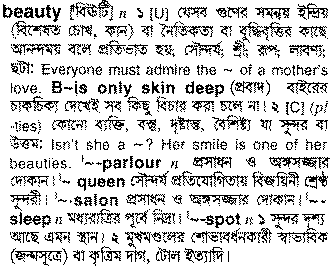 beauty [বিউটি] n ১ [U] যেসব গুণের সমন্বয় ইন্দ্রিয়
(বিশেষত চোখ, কান) বা নৈতিকতা বা বুদ্ধিবৃত্তির কাছে
আনন্দময় বলে প্রতিভাত হয়; সৌন্দর্য; শ্রী; রূপ; লাবণ্য;
ছটা: Everyone must admire the ~ of a mother's
love. B~is only skin deep (প্রবাদ) বাইরের
চাকচিক্য দেখেই সব কিছু বিচার করা চলে না। ২ [C] (pl
-ties) কোনো ব্যক্তি, বস্তু, দৃষ্টান্ত, বৈশিষ্ট্য যা সুন্দর বা
উত্তম: Isn't she a ~? Her smile is one of her
beauties. '~-parlour n প্রসাধন ও অঙ্গসজ্জার
দোকান। '~ queen সৌন্দর্য প্রতিযোগিতায় বিজয়িনী শ্রেষ্ঠ
সুন্দরী। '~-salon প্রসাধন ও অঙ্গসজ্জার দোকান। '~-
sleep n মধ্যরাত্রির পূর্বে নিদ্রা। '~-spot n ১ সুন্দর দৃশ্য
আছে এমন স্থান। ২ মুখমণ্ডলের শোভাবর্ধনকারী স্বাভাবিক
(জন্মসূত্রে) বা কৃত্রিম দাগ, টোল ইত্যাদি।